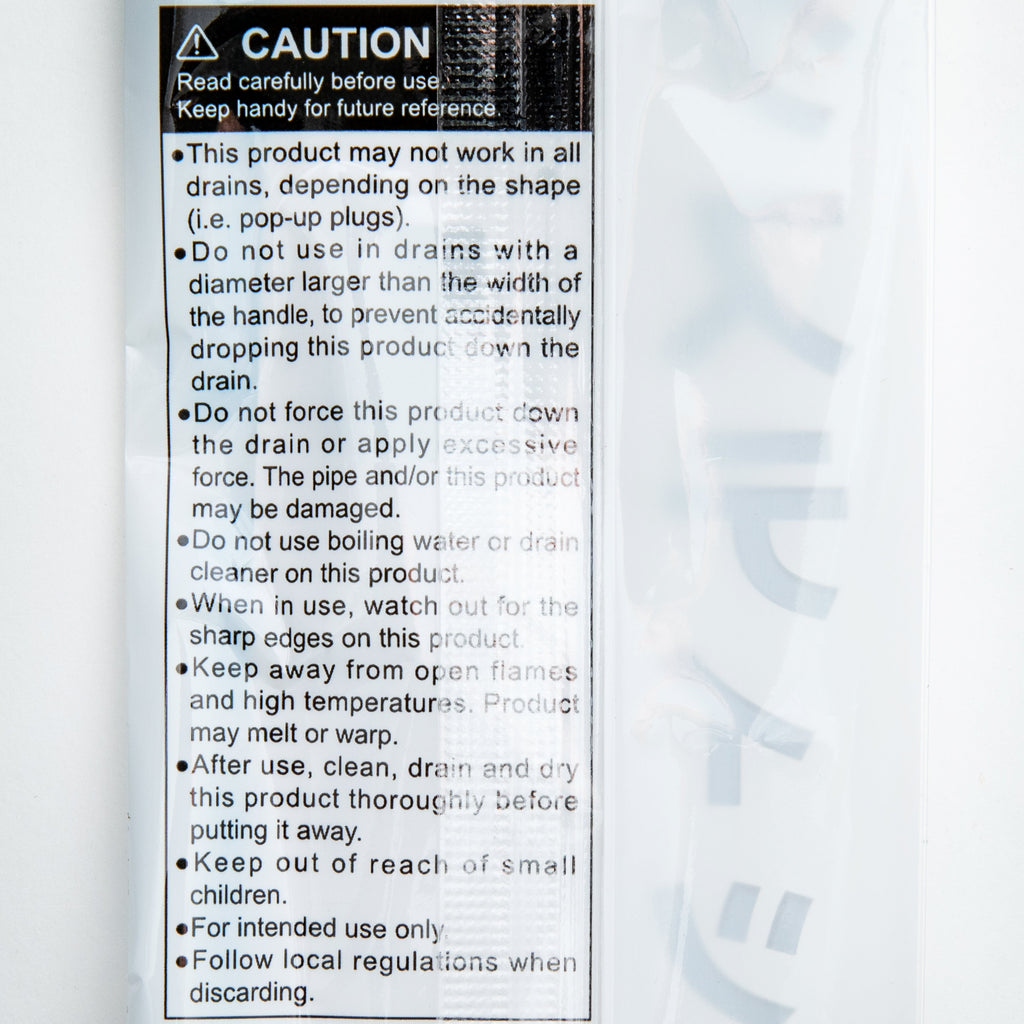 CAUTION
Read carefully before use.
Keep handy for future reference.
•This product may not work in all
drains, depending on the shape
(i.e. pop-up plugs).
•Do not use in drains with a
diameter larger than the width of
the handle, to prevent accidentally
dropping this product down the
drain.
•Do not force this product down
the drain or apply excessive
force. The pipe and/or this product
may be damaged.
•Do not use boiling water or drain
cleaner on this product.
•When in use, watch out for the
sharp edges on this product.
•Keep away from open flames
and high temperatures. Product
may melt or warp.
•After use, clean, drain and dry
this product thoroughly before
putting it away.
•Keep out of reach of small
children.
•For intended use only.
•Follow local regulations when
discarding.